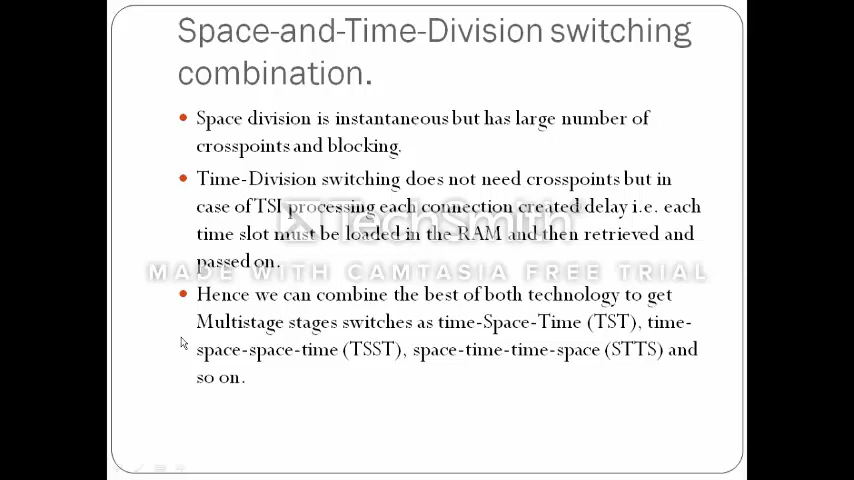 Space-and-Time-Division switching
combination.
• Space division is instantaneous but has large number of
crosspoints and blocking.
• Time-Division switching does not need crosspoints but in
case of TSI processing each connection created delay i.e. each
time slot must be loaded in the RAM and then retrieved and
passed on.
• Hence we can combine the best of both technology to get
Multistage stages switches as time-Space-Time (TST), time-
space-space-time (TSST), space-time-time-space (STTS) and
so on.
TechSmith
MADE WITH CAMTASIA FREE TRIAL